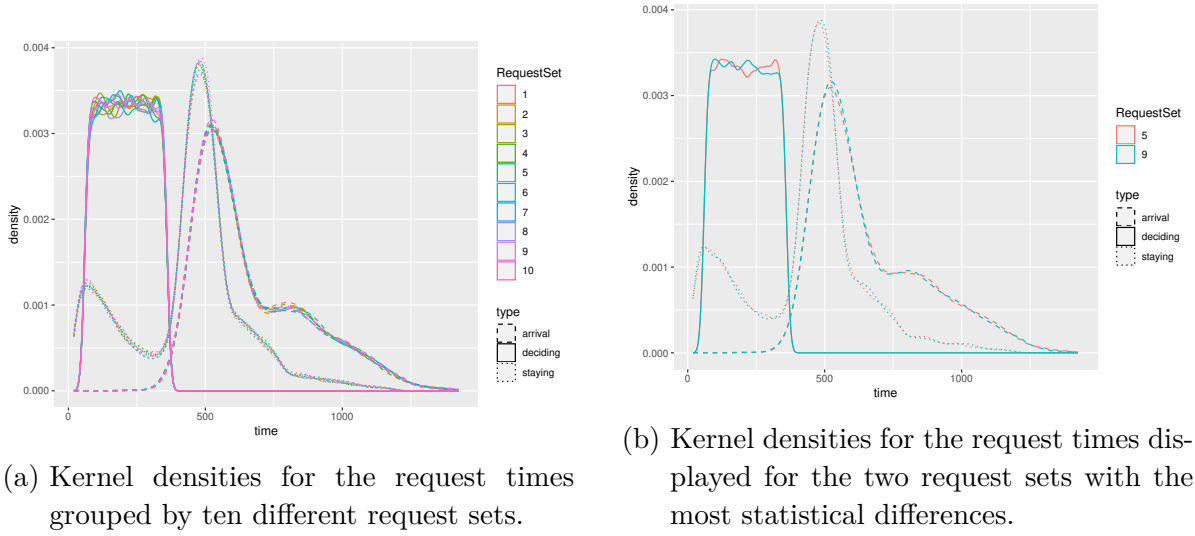 0.004
0.003
0.002
0.001
0.000
density
0
500
1000
time
RequestSet
1
2
3
4
5
6
7
8
9
10
type
arrival
deciding
staying
(a) Kernel densities for the request times
grouped by ten different request sets.
0.004
0.003
0.002
0.001
0.000
density
0
500
1000
time
RequestSet
5
9
type
arrival
deciding
staying
(b) Kernel densities for the request times dis-
played for the two request sets with the
most statistical differences.